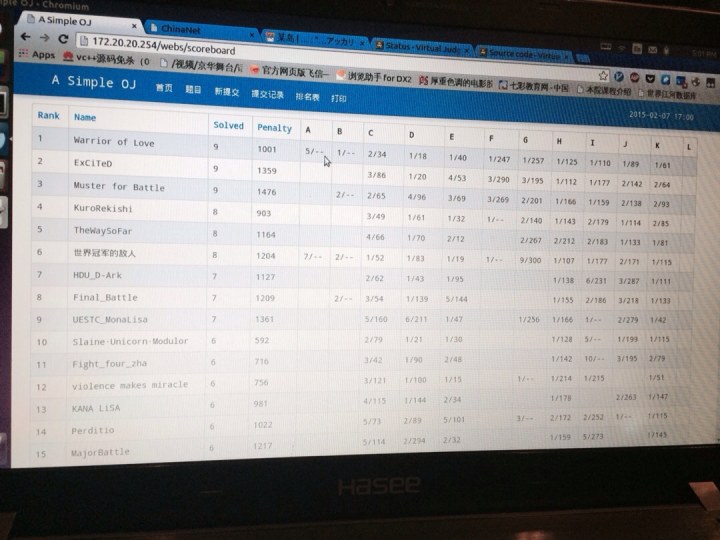 ple OJ - Chromium
A Simple OJ
ChinaNet
Status - Virtual Judg
Source code - Virtua
172.20.20.254/webs/scoreboard
Apps vc++源码免杀 (0 /视频/京华舞台/ 官方网页版飞信— 浏览助手 for DX2 厚重色调的电影 七彩教育网-中国 本院课程介绍 世界江河数据库
A Simple OJ 首页 题目 新提交 提交记录 排名表 打印 2015-02-07 17:00
Rank Name Solved Penalty A B C D E F G H I J K L
1 Warrior of Love 9 1001 5/-- 1/-- 2/34 1/18 1/40 1/247 1/257 1/125 1/110 1/89 1/61
2 ExCiTeD 9 1359 3/86 1/20 4/53 3/290 3/195 1/112 1/177 2/142 2/64
3 Muster for Battle 9 1476 2/-- 2/65 4/96 3/69 3/269 2/201 1/166 1/159 2/138 2/93
4 KuroRekishi 8 903 3/49 1/61 1/32 1/-- 2/140 1/143 2/179 1/114 2/85
5 TheWaySoFar 8 1164 4/66 1/70 2/12 2/267 2/212 2/183 1/133 1/81
6 世界冠军的敌人 8 1204 7/-- 2/-- 1/52 1/83 1/19 1/-- 9/300 1/107 1/177 2/171 1/115
7 HDU_D-Ark 7 1127 2/62 1/43 1/95 1/138 6/231 3/287 1/111
8 Final_Battle 7 1209 2/-- 3/54 1/139 5/144 1/155 2/186 3/218 1/133
9 UESTC_MonaLisa 7 1361 5/160 6/211 1/47 1/256 1/166 1/-- 2/279 1/42
10 Slaine·Unicorn·Modulor 6 592 2/79 1/21 1/30 1/128 5/-- 1/199 1/115
11 Fight_four_zha 6 716 3/42 1/90 2/48 1/142 10/-- 3/195 2/79
12 violence makes miracle 6 756 3/121 1/100 1/15 1/-- 1/214 1/215 1/51
13 KANA LiSA 6 981 4/115 1/144 2/34 1/178 2/263 1/147
14 Perditio 6 1022 5/73 2/89 5/101 3/-- 2/172 2/252 1/-- 7/115
15 MajorBattle 6 1217 5/114 2/294 2/32 1/159 5/273 1/145
Hasee